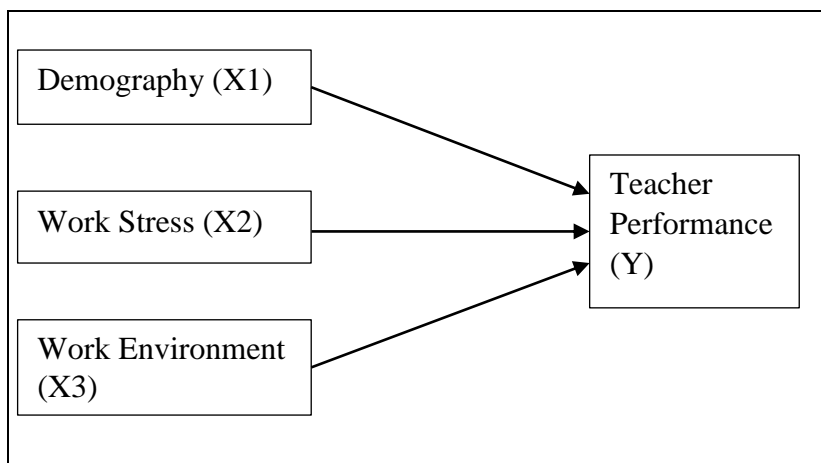 Demography (X1)
Work Stress (X2)
Work Environment
(X3)
Teacher
Performance
(Y)